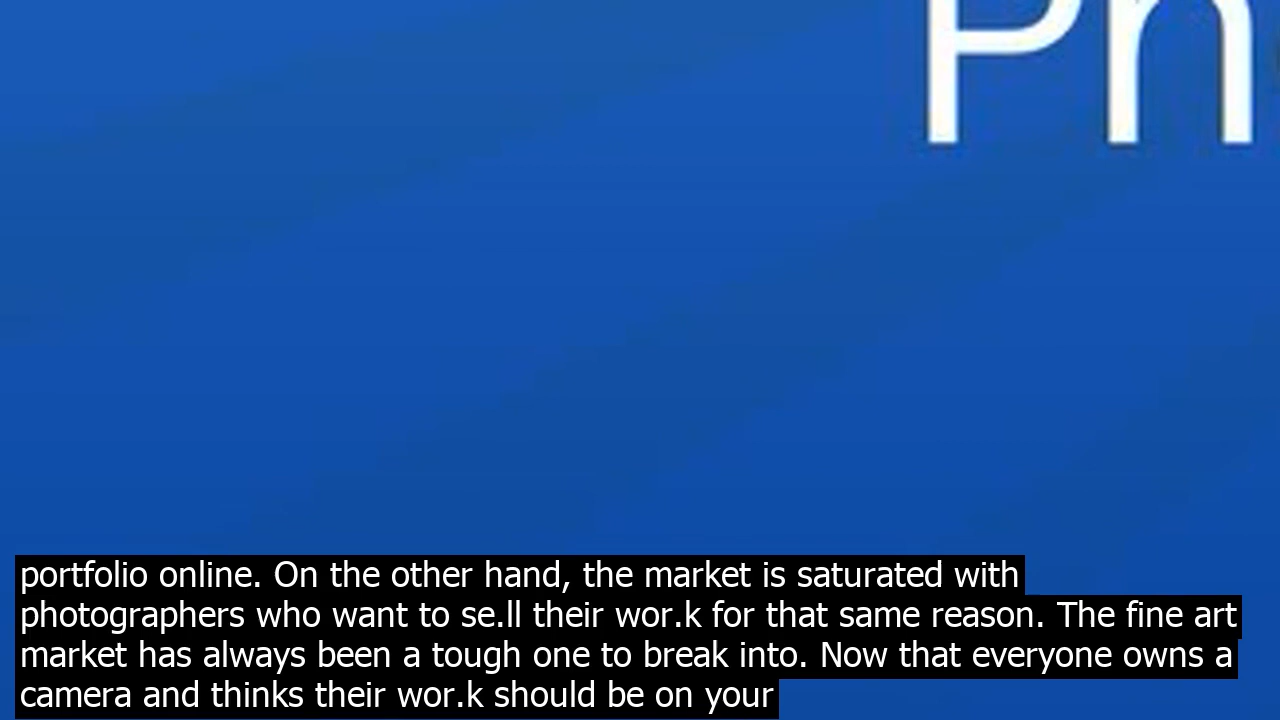 Ph
portfolio online. On the other hand, the market is saturated with
photographers who want to se.ll their wor.k for that same reason. The fine art
market has always been a tough one to break into. Now that everyone owns a
camera and thinks their wor.k should be on your